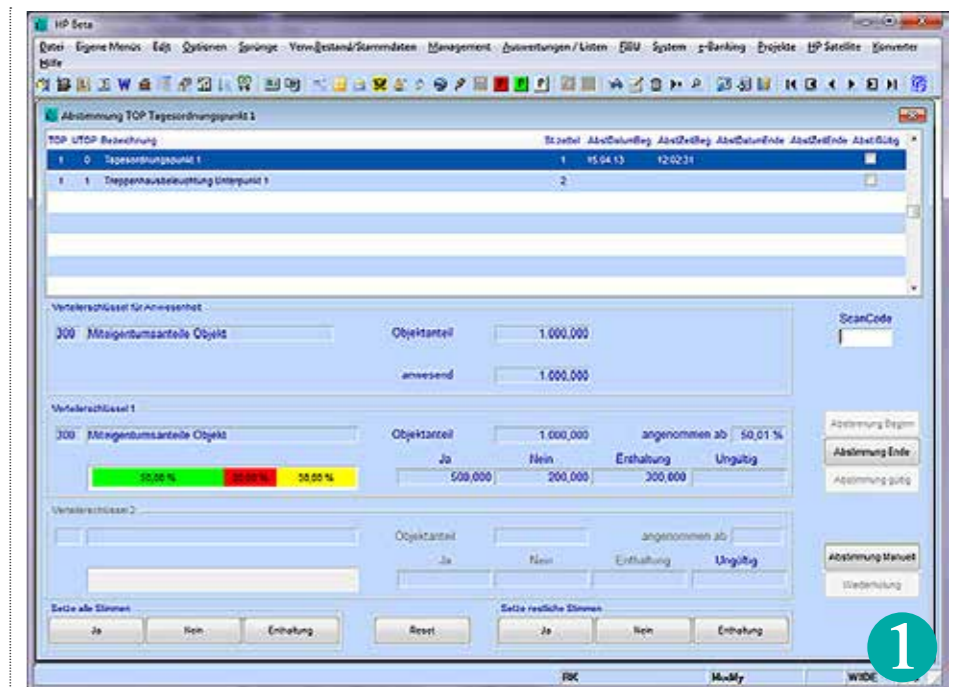 HP Beta
Datei Eigene Menüs Edit Optionen Sprünge Verw.Bestand/Stammdaten Management Auswertungen / Listen FIBU System e-Banking Projekte HP Satellite Konverter
Hilfe
Abstimmung TOP Tagesordnungspunkt 1
TOP UTOP Bezeichnung St.zettel AbstDatumBeg AbstZeitBeg AbstDatumEnde AbstZeitEnde Abst.Gültig
1 0 Tagesordnungspunkt 1 1 15.04.13 12:02:31
1 1 Treppenhausbeleuchtung Unterpunkt 1 2
Verteilerschlüssel für Anwesenheit
300 Miteigentumsanteile Objekt Objektanteil 1.000,000
ScanCode
anwesend 1.000,000
Verteilerschlüssel 1
300 Miteigentumsanteile Objekt Objektanteil 1.000,000 angenommen ab 50,01 %
Abstimmung Beginn
Ja Nein Enthaltung Ungültig
Abstimmung Ende
50,00 % 30,00 % 500,000 200,000 300,000
Abstimmung gültig
Verteilerschlüssel 2
Objektanteil angenommen ab
Ja Nein Enthaltung Ungültig
Abstimmung Manuell
Wiederholung
Setze alle Stimmen Setze restliche Stimmen
Ja Nein Enthaltung Reset Ja Nein Enthaltung
1
Modify